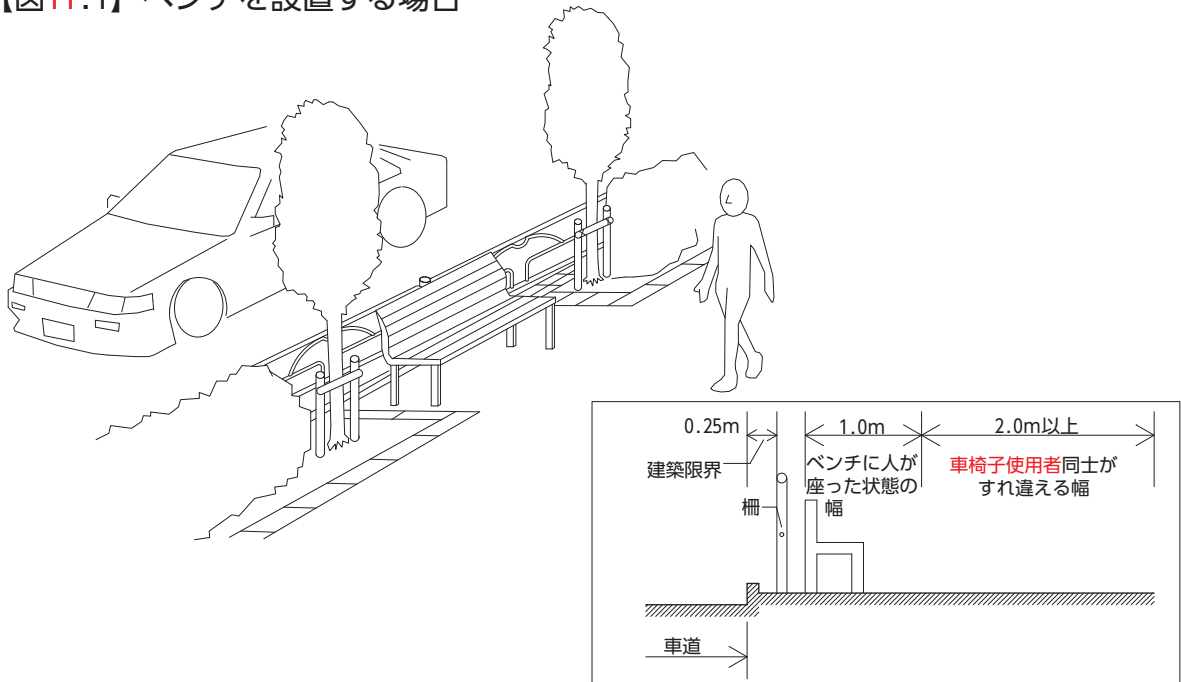 【図11.1】ベンチを設置する場合
0.25m
1.0m
2.0m以上
建築限界
ベンチに人が
座った状態の
幅
車椅子使用者同士が
すれ違える幅
柵
車道